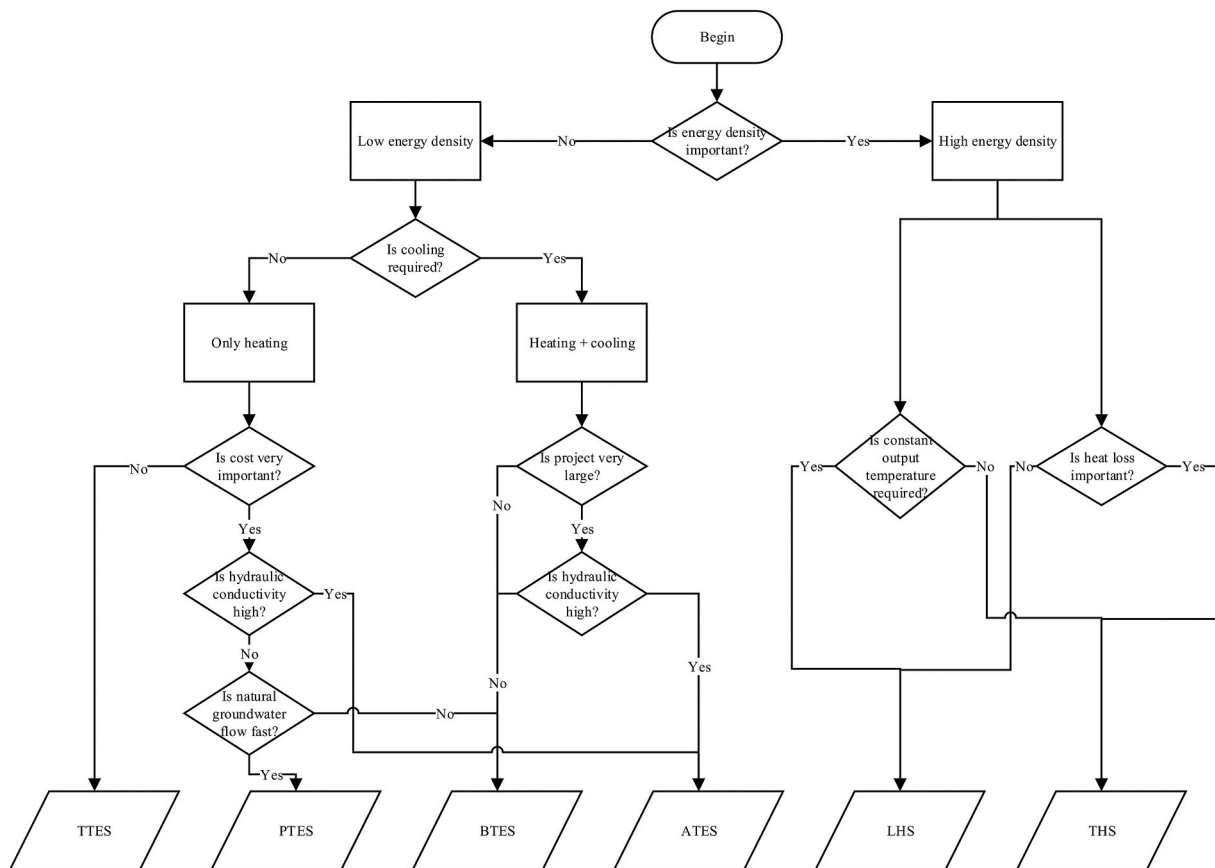 Begin
Is energy density
important?
No
Yes
Low energy density
High energy density
Is cooling
required?
No
Yes
Only heating
Heating + cooling
Is cost very
important?
No
Yes
Is project very
large?
No
Yes
Is constant
output
temperature
required?
Yes
No
Is heat loss
important?
No
Yes
Is hydraulic
conductivity
high?
Yes
No
Is hydraulic
conductivity
high?
No
Yes
Is natural
groundwater
flow fast?
No
Yes
TTES
PTES
BTES
ATES
LHS
THS